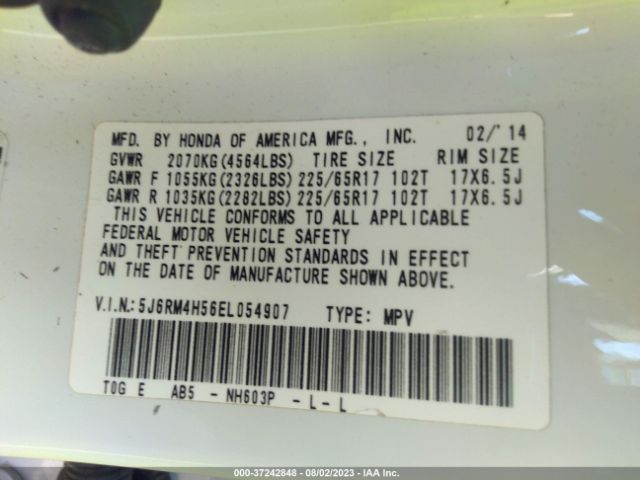 MFD. BY HONDA OF AMERICA MFG., INC. 02/'14
GVWR 2070KG(4564LBS) TIRE SIZE RIM SIZE
GAWR F 1055KG(2326LBS) 225/65R17 102T 17X6.5J
GAWR R 1035KG(2282LBS) 225/65R17 102T 17X6.5J
THIS VEHICLE CONFORMS TO ALL APPLICABLE
FEDERAL MOTOR VEHICLE SAFETY
AND THEFT PREVENTION STANDARDS IN EFFECT
ON THE DATE OF MANUFACTURE SHOWN ABOVE.
V.I.N.: 5J6RM4H56EL054907 TYPE: MPV
TOG E AB5 - NH603P - L - L
000-37242848 - 08/02/2023 - IAA Inc.